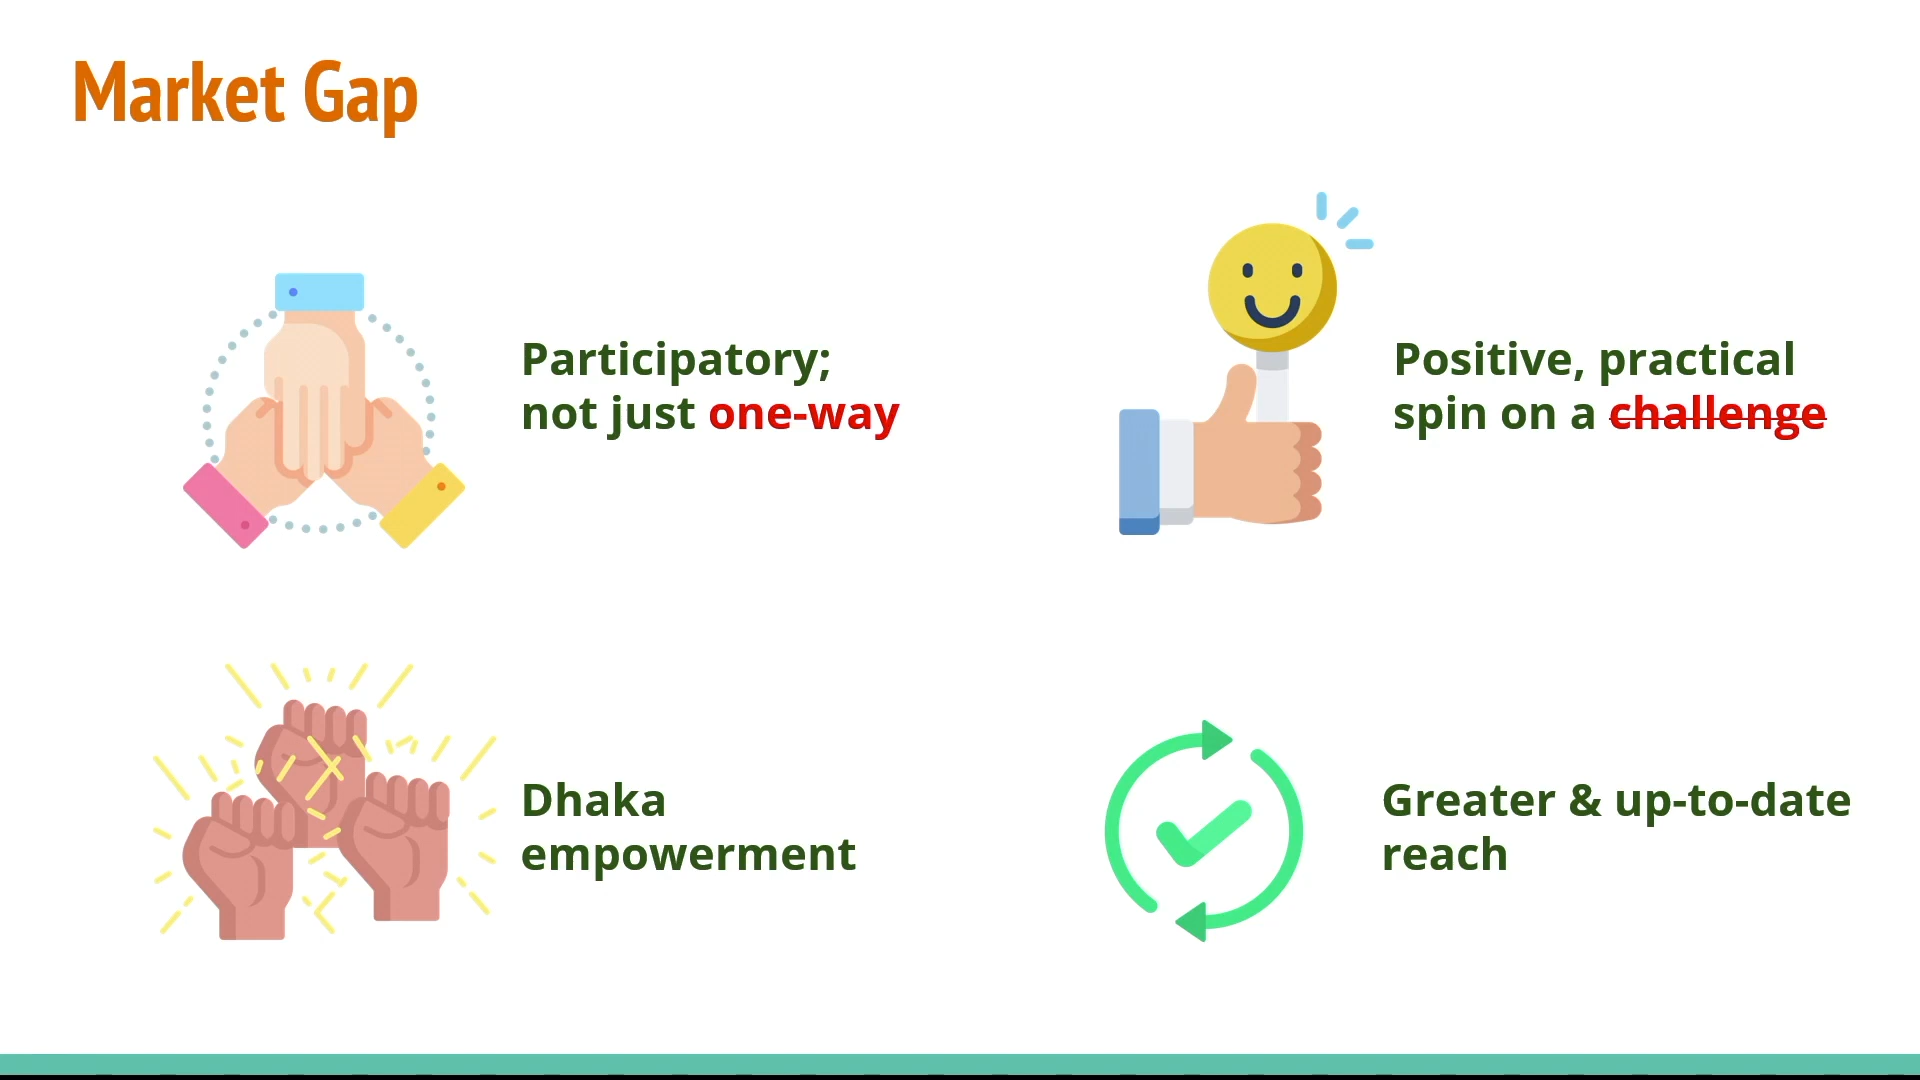 Market Gap
Participatory;
not just one-way
Positive, practical
spin on a challenge
Dhaka
empowerment
Greater & up-to-date
reach